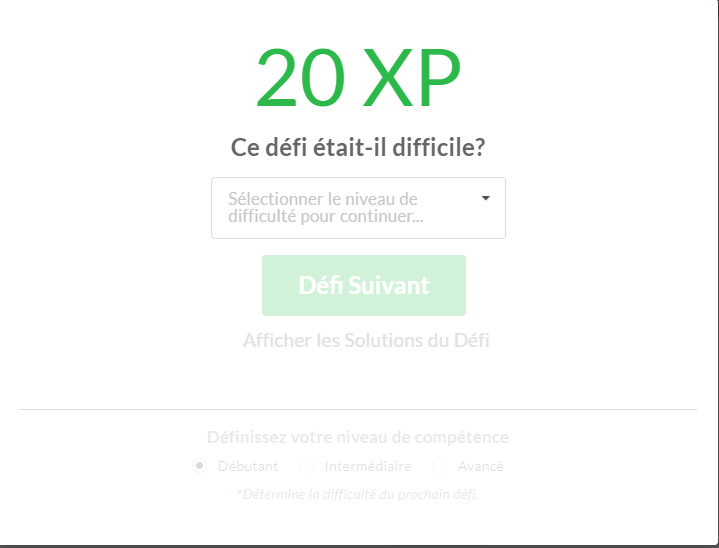 20 XP
Ce défi était-il difficile?
Sélectionner le niveau de
difficulté pour continuer...
Défi Suivant
Afficher les Solutions du Défi
Définissez votre niveau de compétence
Débutant Intermédiaire Avancé
*Détermine la difficulté du prochain défi.